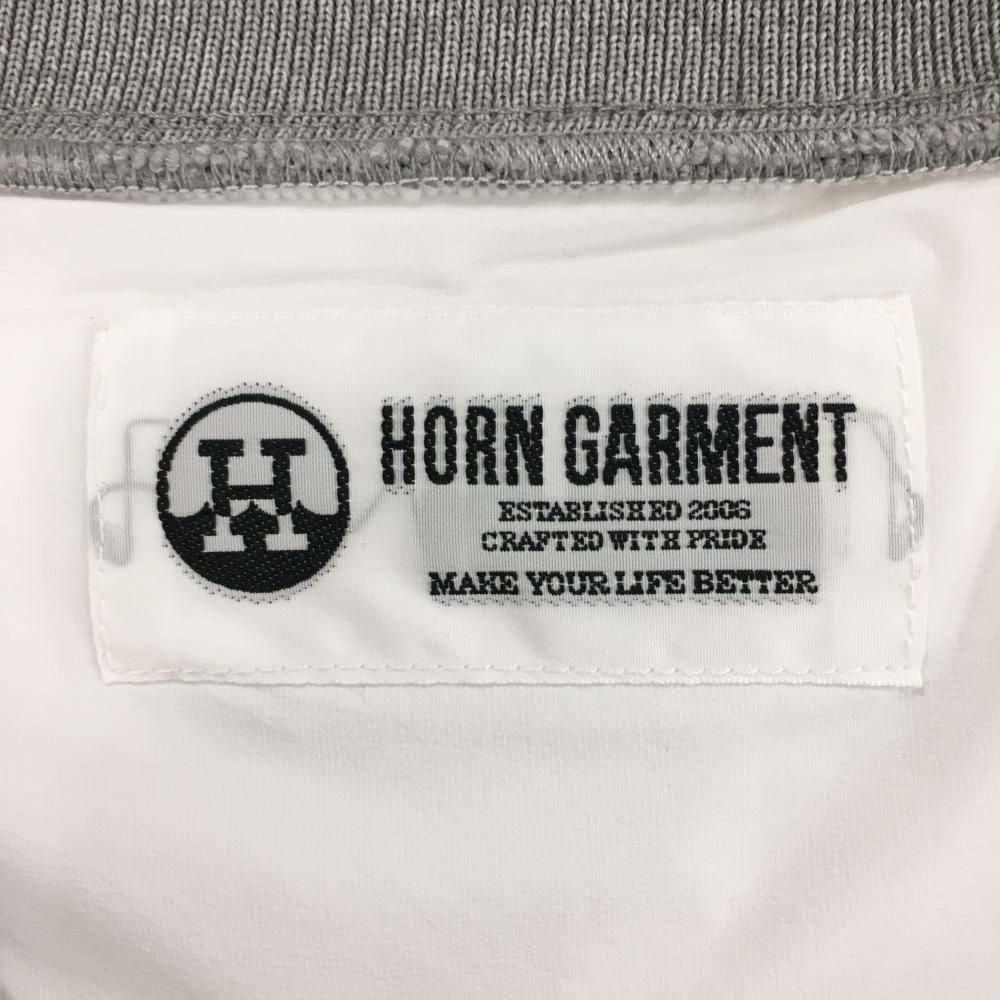 H
HORN GARMENT
ESTABLISHED 2006
CRAFTED WITH PRIDE
MAKE YOUR LIFE BETTER